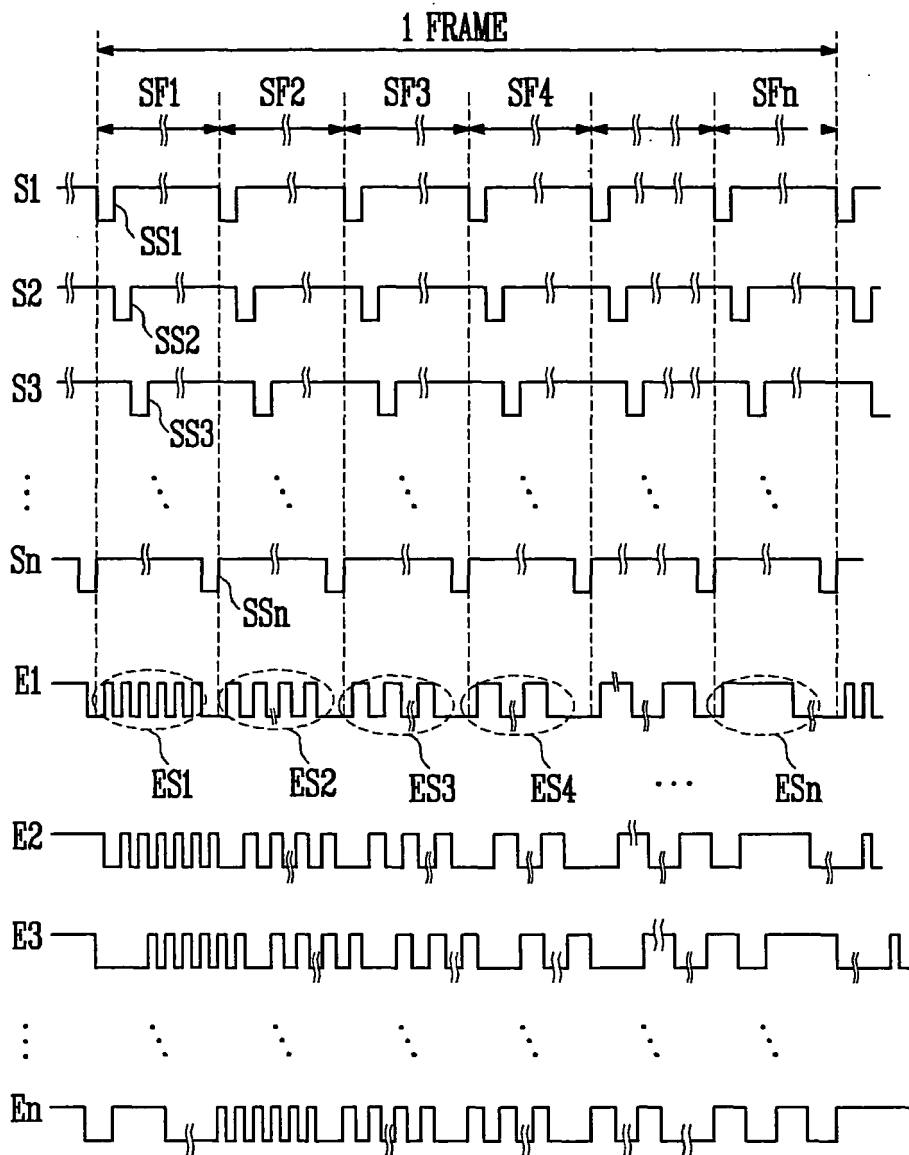 1 FRAME
SF1 SF2 SF3 SF4 SFn
S1
SS1
S2
SS2
S3
SS3
Sn
SSn
E1
ES1 ES2 ES3 ES4 ESn
E2
E3
En